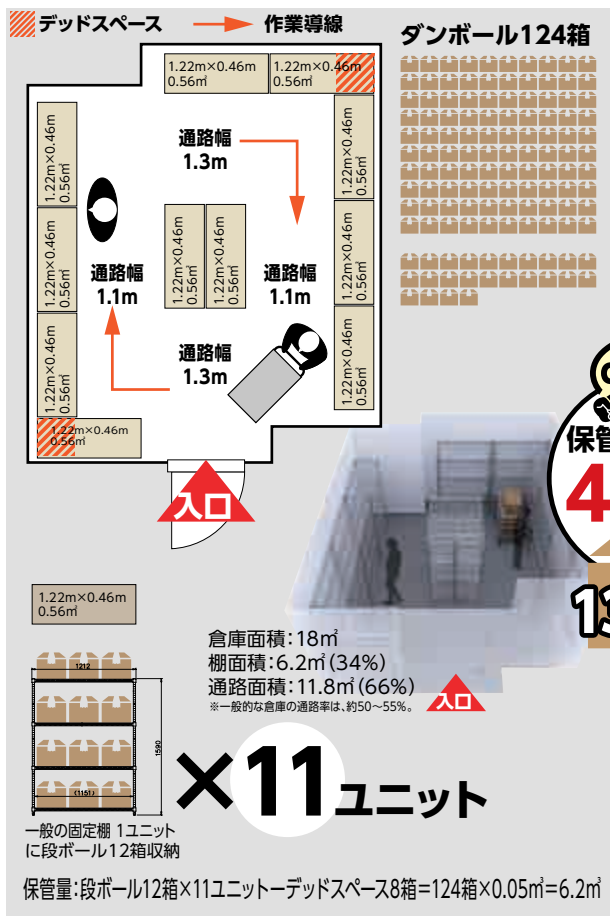 デッドスペース
作業導線
ダンボール124箱
1.22m×0.46m
0.56㎡
1.22m×0.46m
0.56㎡
1.22m×0.46m
0.56㎡
1.22m×0.46m
0.56㎡
1.22m×0.46m
0.56㎡
1.22m×0.46m
0.56㎡
1.22m×0.46m
0.56㎡
1.22m×0.46m
0.56㎡
1.22m×0.46m
0.56㎡
1.22m×0.46m
0.56㎡
1.22m×0.46m
0.56㎡
通路幅
1.3m
通路幅
1.1m
通路幅
1.1m
通路幅
1.3m
入口
保管
4
13
1.22m×0.46m
0.56㎡
倉庫面積：18㎡
棚面積：6.2㎡(34%)
通路面積：11.8㎡(66%)
※一般的な倉庫の通路率は、約50〜55%。
入口
1212
1590
(1151)
×11ユニット
一般の固定棚 1ユニット
に段ボール12箱収納
保管量：段ボール12箱×11ユニットーデッドスペース8箱=124箱×0.05㎥=6.2㎥